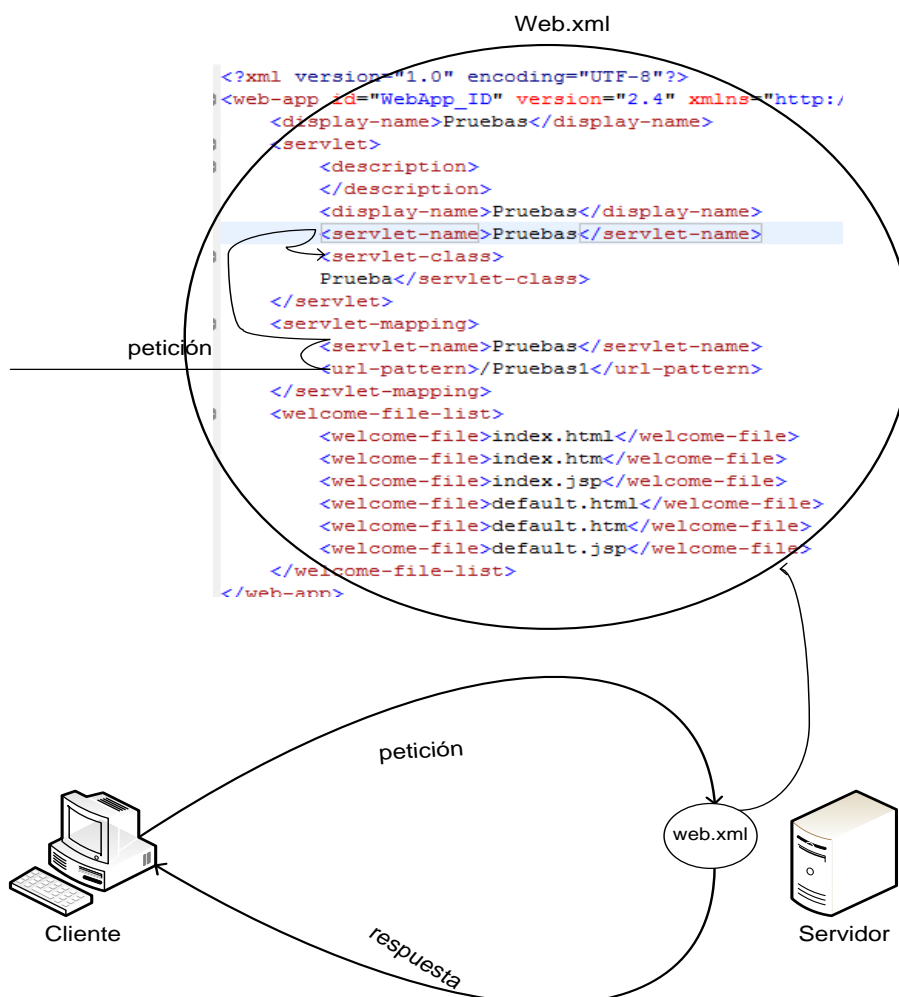 Web.xml
<?xml version="1.0" encoding="UTF-8"?>
<web-app id="WebApp_ID" version="2.4" xmlns="http:/
<display-name>Pruebas</display-name>
<servlet>
<description>
</description>
<display-name>Pruebas</display-name>
<servlet-name>Pruebas</servlet-name>
<servlet-class>
Prueba</servlet-class>
</servlet>
<servlet-mapping>
petición
<servlet-name>Pruebas</servlet-name>
<url-pattern>/Pruebas1</url-pattern>
</servlet-mapping>
<welcome-file-list>
<welcome-file>index.html</welcome-file>
<welcome-file>index.htm</welcome-file>
<welcome-file>index.jsp</welcome-file>
<welcome-file>default.html</welcome-file>
<welcome-file>default.htm</welcome-file>
<welcome-file>default.jsp</welcome-file>
</welcome-file-list>
</web-app>
petición
web.xml
Cliente
Servidor
respuesta